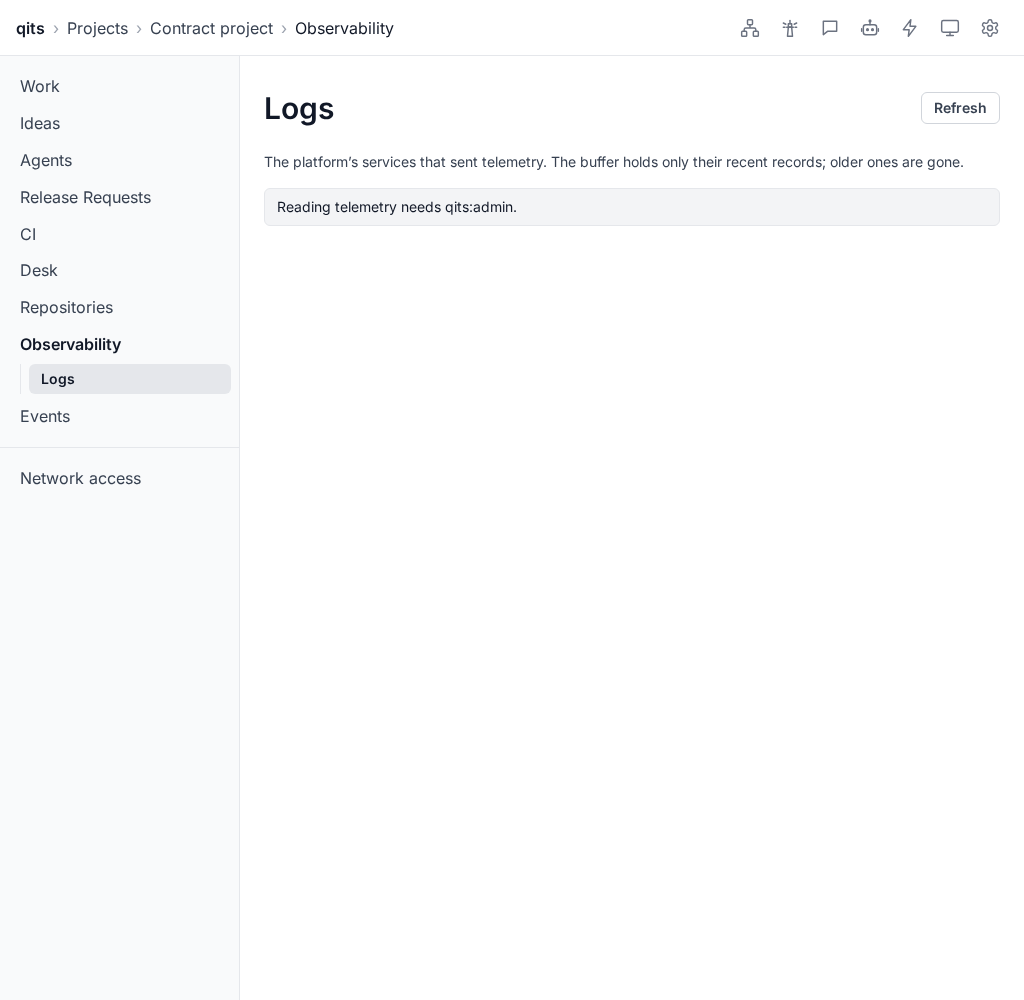 qits › Projects › Contract project › Observability
Work
Ideas
Agents
Release Requests
CI
Desk
Repositories
Observability
Logs
Events
Network access
Logs
Refresh
The platform’s services that sent telemetry. The buffer holds only their recent records; older ones are gone.
Reading telemetry needs qits:admin.